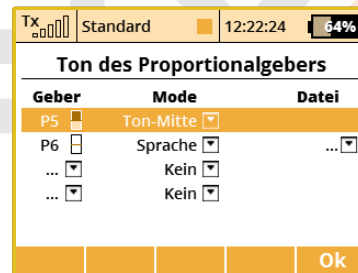 Tx Standard 12:22:24 64%
Ton des Proportionalgebers
Geber Mode Datei
P5 Ton-Mitte
P6 Sprache ...
... Kein
... Kein
Ok